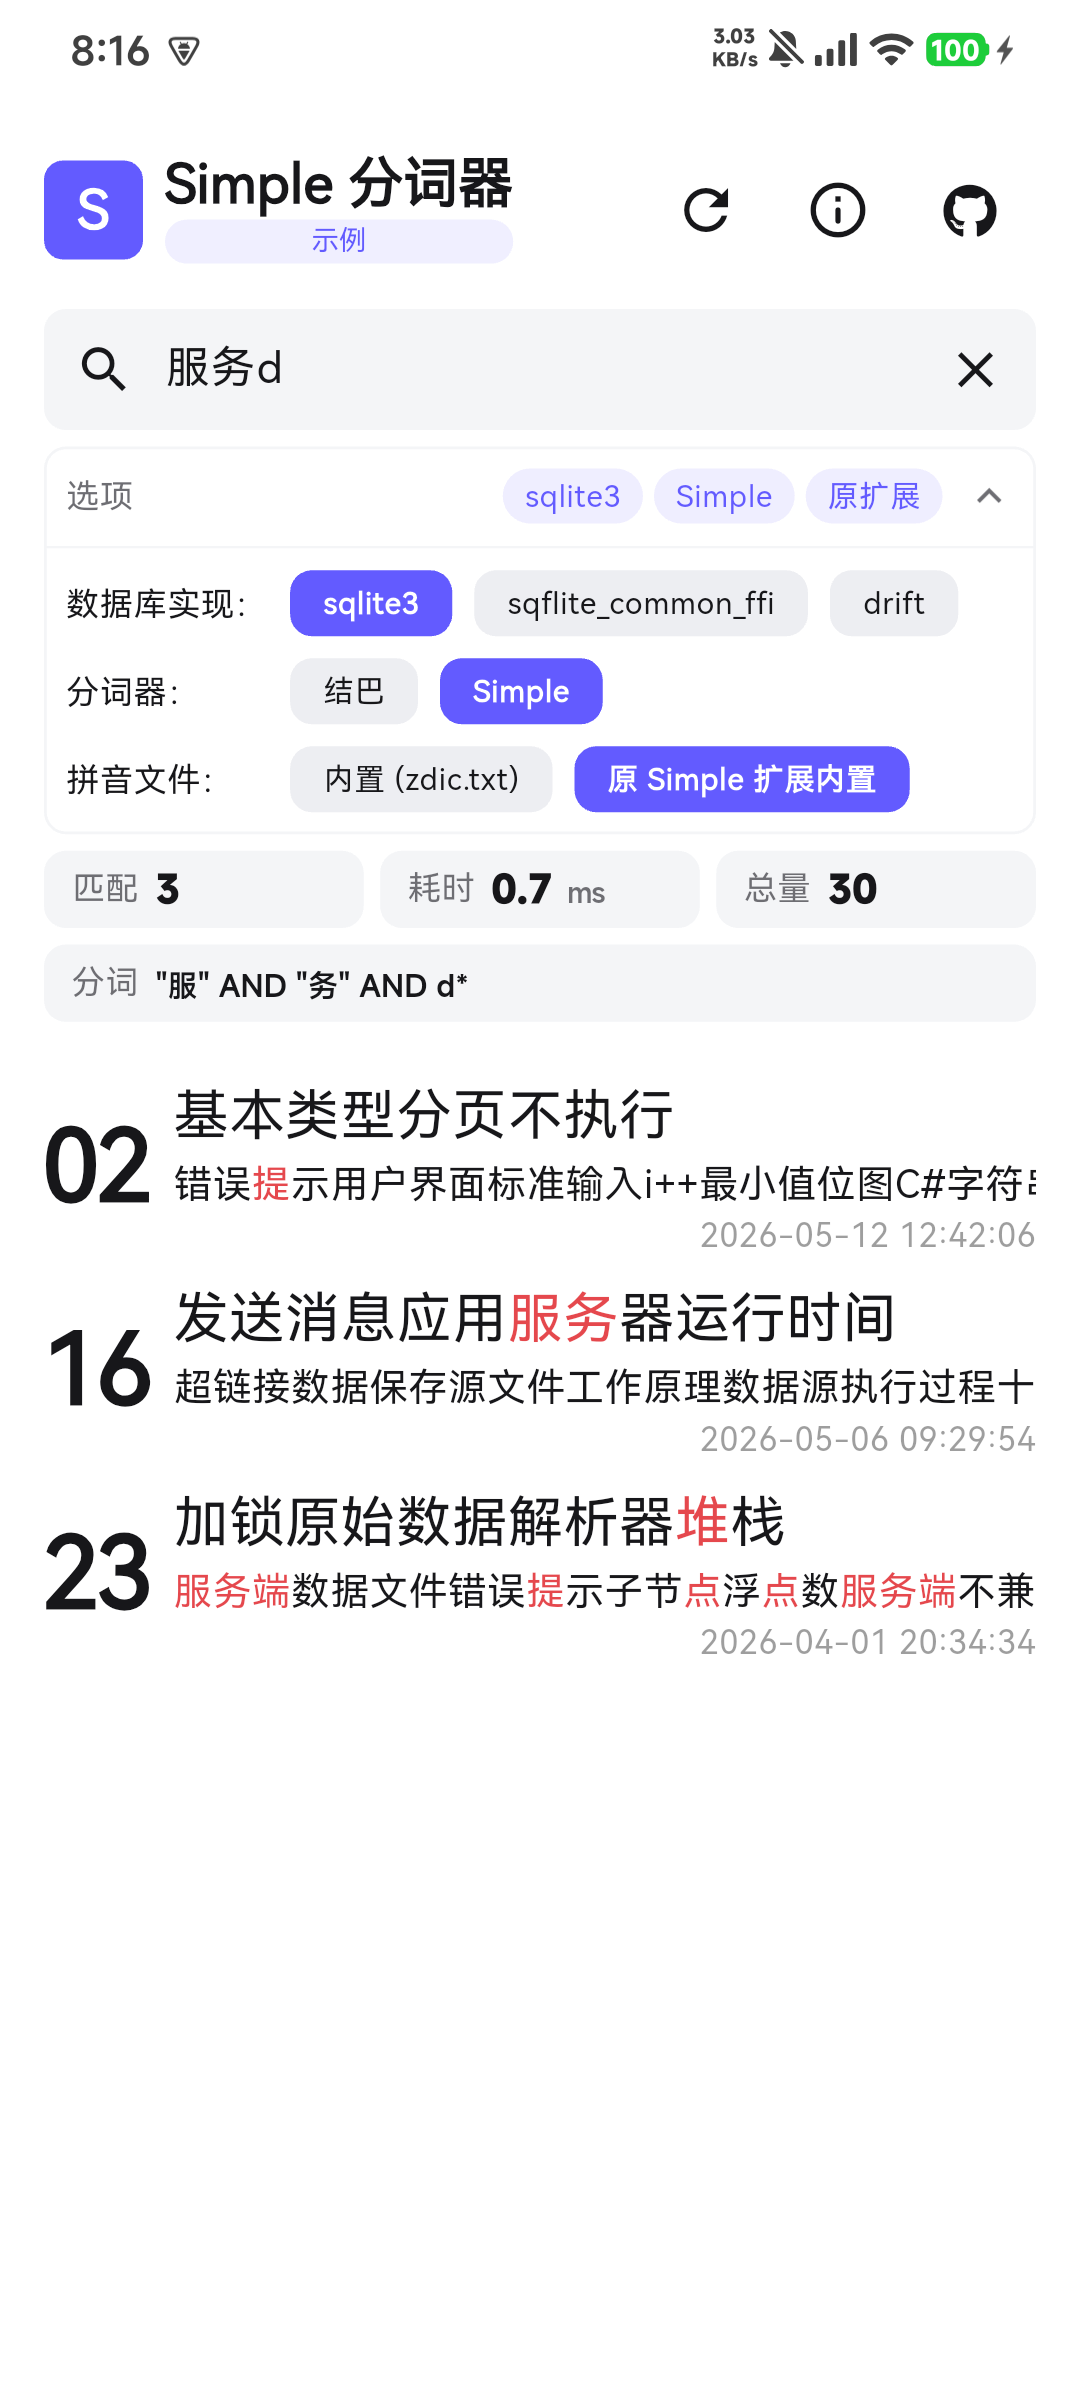 8:16
3.03
KB/s
100
S
Simple 分词器
示例
服务d
选项
sqlite3
Simple
原扩展
数据库实现:
sqlite3
sqflite_common_ffi
drift
分词器:
结巴
Simple
拼音文件:
内置 (zdic.txt)
原 Simple 扩展内置
匹配 3
耗时 0.7 ms
总量 30
分词 "服" AND "务" AND d*
02
基本类型分页不执行
错误提示用户界面标准输入i++最小值位图C#字符
2026-05-12 12:42:06
16
发送消息应用服务器运行时间
超链接数据保存源文件工作原理数据源执行过程十
2026-05-06 09:29:54
23
加锁原始数据解析器堆栈
服务端数据文件错误提示子节点浮点数服务端不兼
2026-04-01 20:34:34